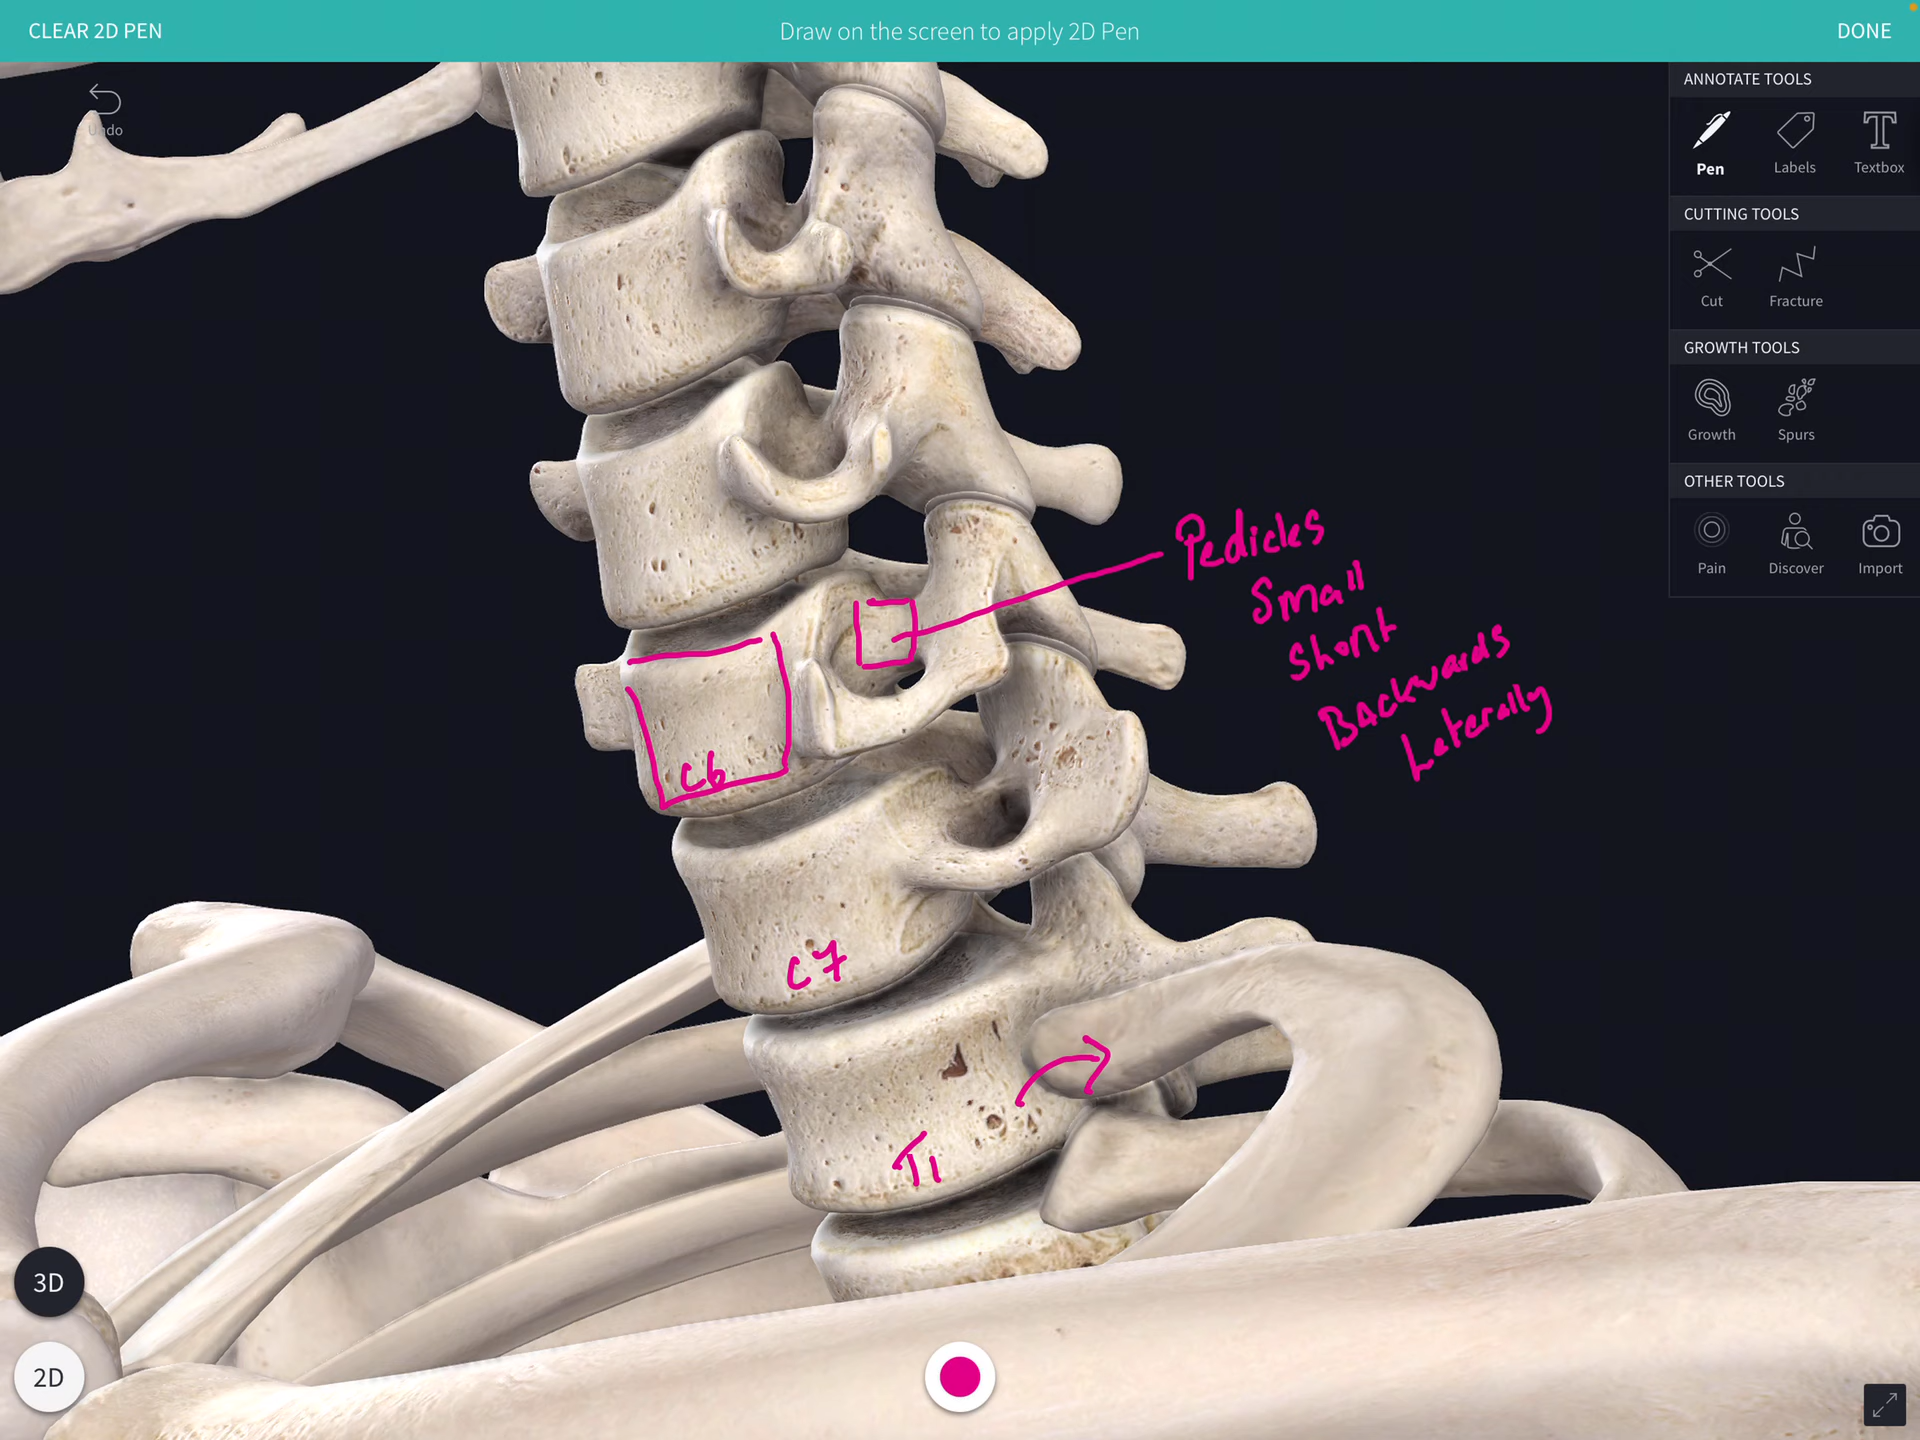 CLEAR 2D PEN
Draw on the screen to apply 2D Pen
DONE
Undo
ANNOTATE TOOLS
Pen
Labels
Textbox
CUTTING TOOLS
Cut
Fracture
GROWTH TOOLS
Growth
Spurs
OTHER TOOLS
Pain
Discover
Import
Pedicles
Small
Short
Backwards
Laterally
C6
C7
T1
3D
2D